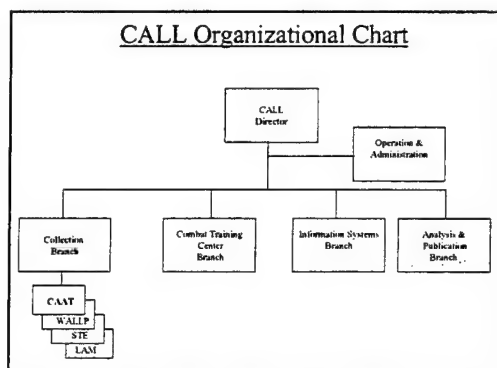 CALL Organizational Chart
CALL
Director
Operation &
Administration
Collection
Branch
Combat Training
Center
Branch
Information Systems
Branch
Analysis &
Publication
Branch
CAAT
WALLP
STE
LAM